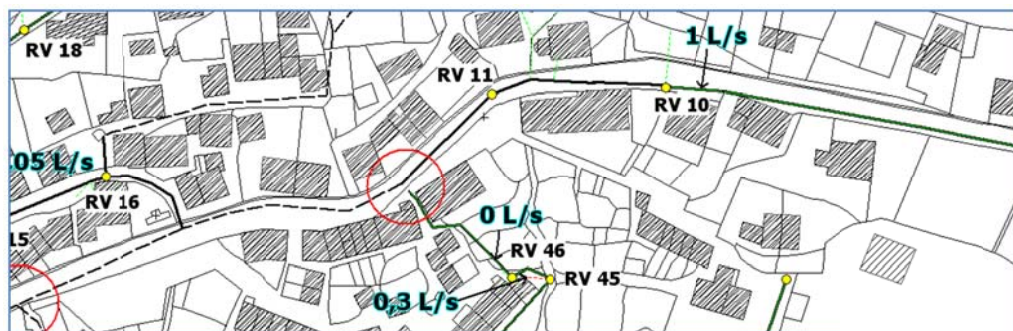 1 L/s
RV 18
RV 11
RV 10
,05 L/s
RV 16
0 L/s
15
RV 46
RV 45
0,3 L/s